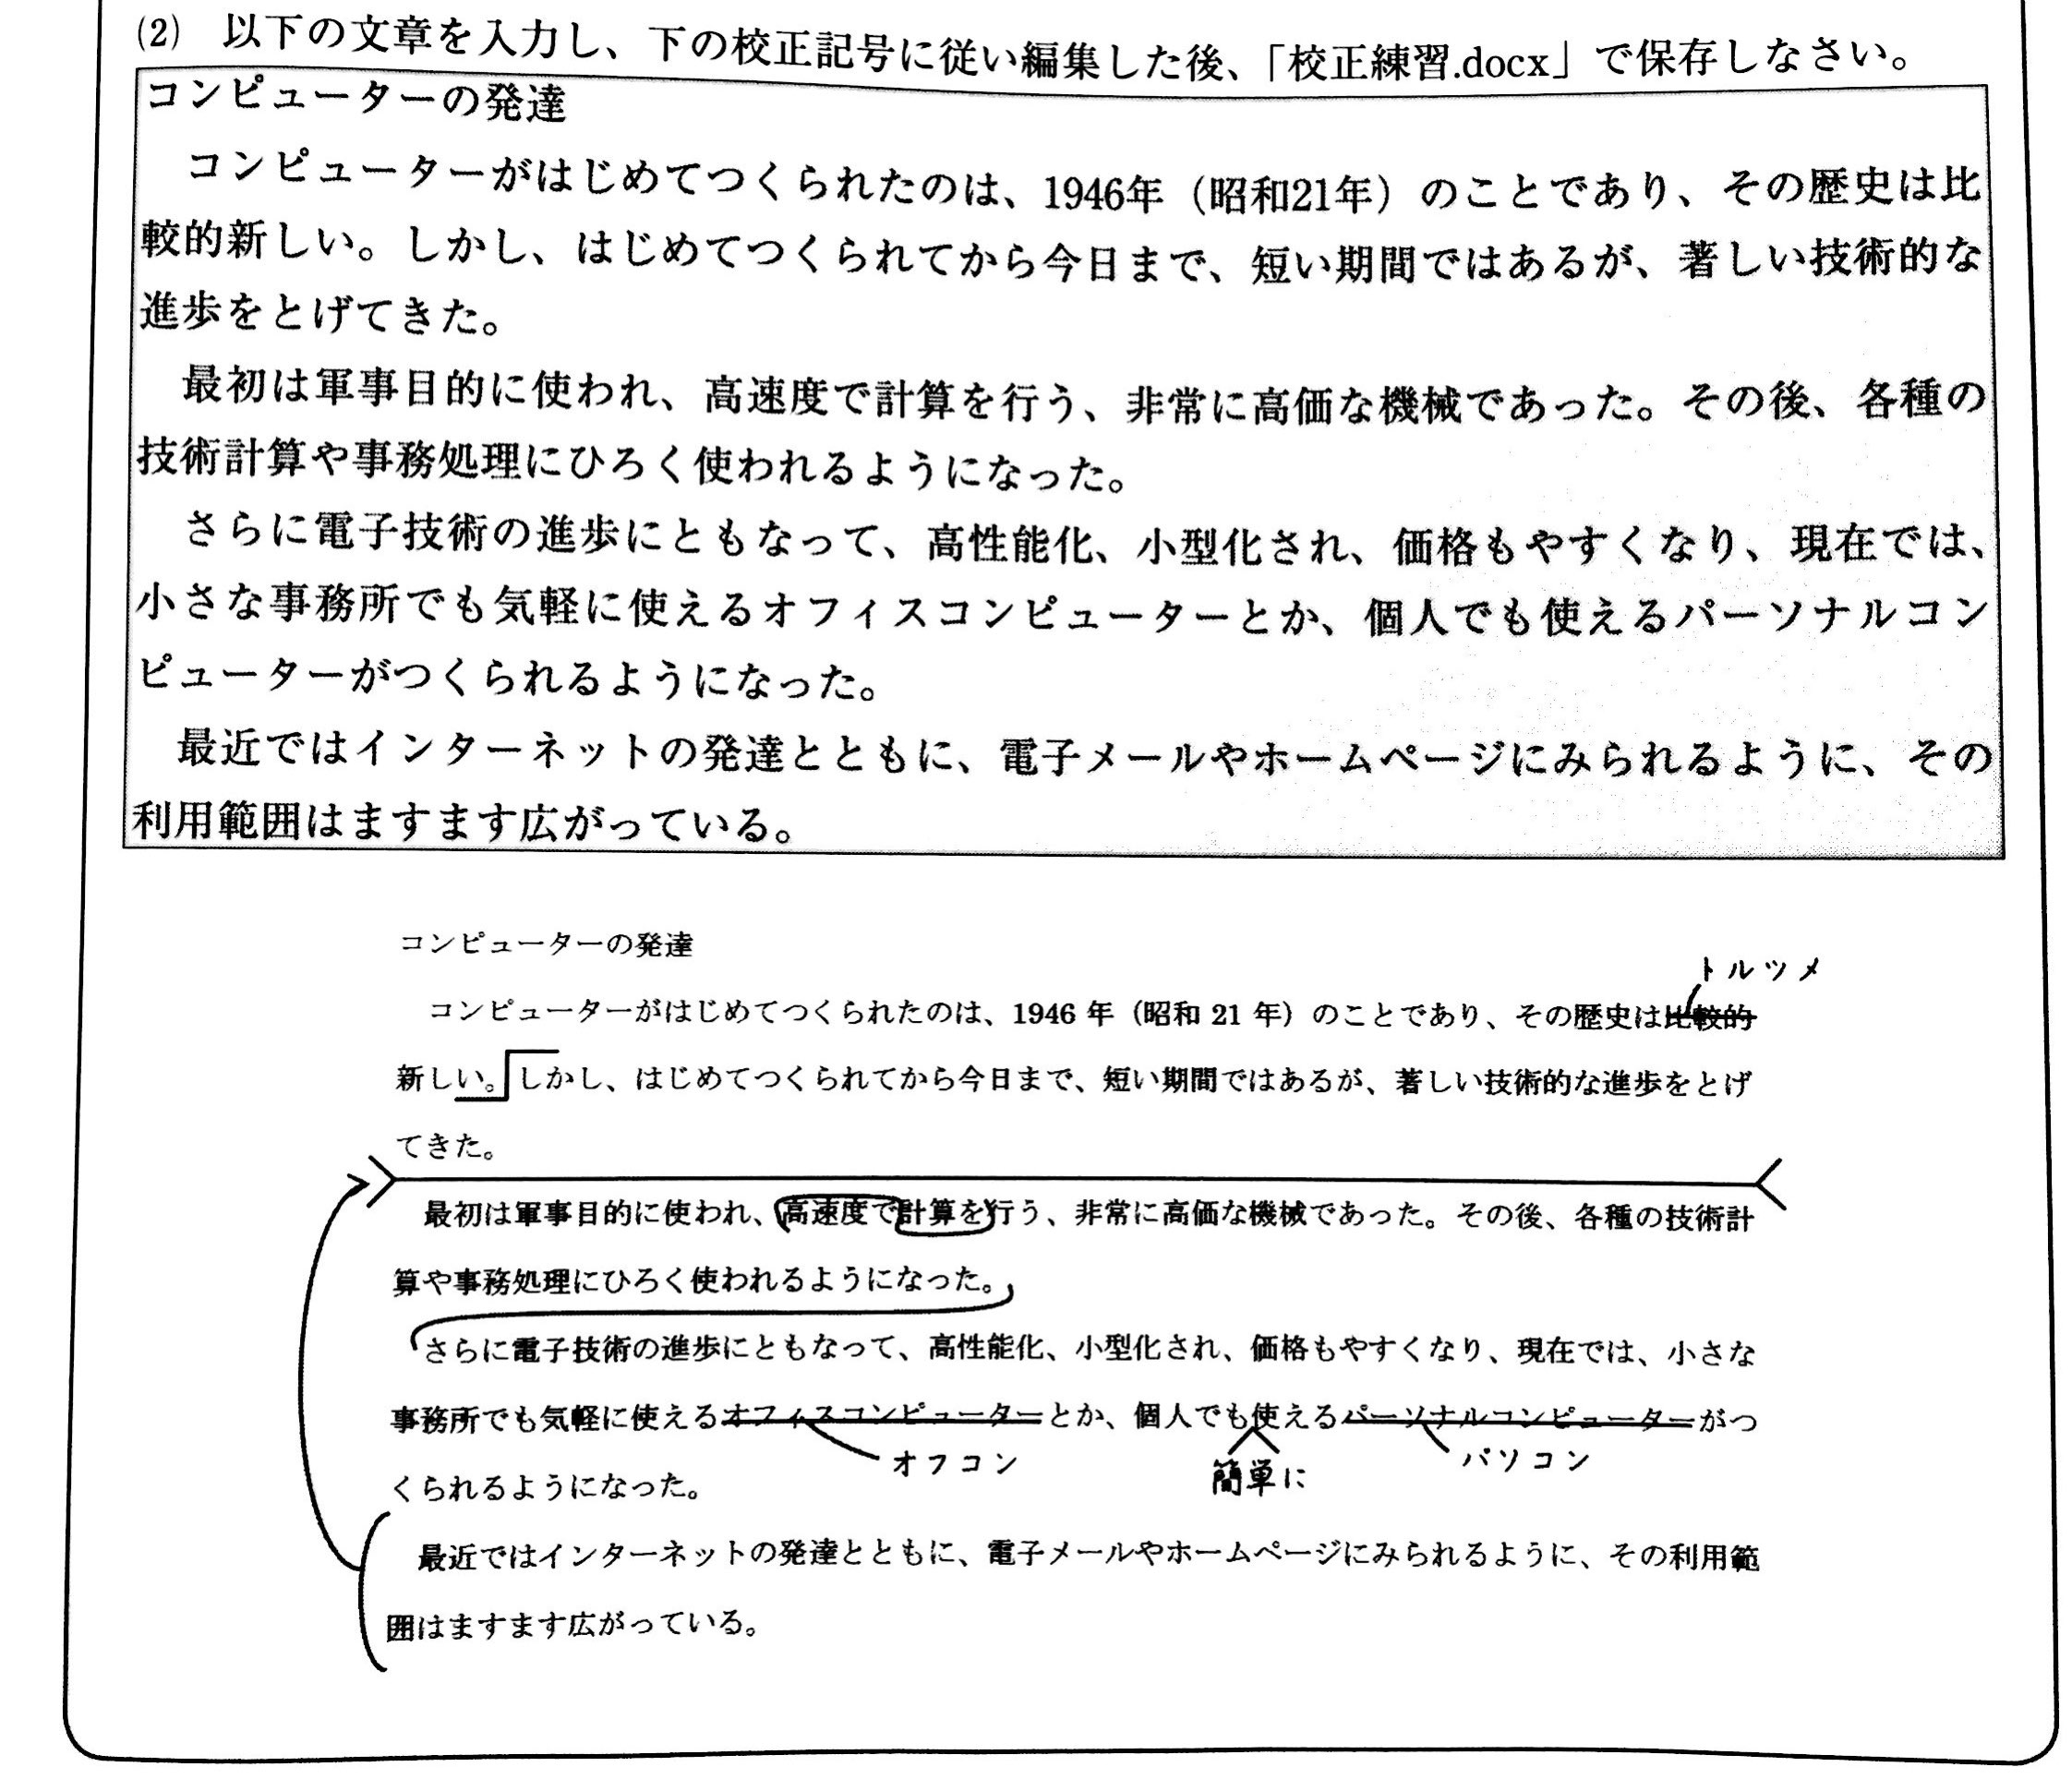 (2) 以下の文章を入力し、下の校正記号に従い編集した後、「校正練習.docx」で保存しなさい。
コンピューターの発達
　コンピューターがはじめてつくられたのは、1946年（昭和21年）のことであり、その歴史は比
較的新しい。しかし、はじめてつくられてから今日まで、短い期間ではあるが、著しい技術的な
進歩をとげてきた。
　最初は軍事目的に使われ、高速度で計算を行う、非常に高価な機械であった。その後、各種の
技術計算や事務処理にひろく使われるようになった。
　さらに電子技術の進歩にともなって、高性能化、小型化され、価格もやすくなり、現在では、
小さな事務所でも気軽に使えるオフィスコンピューターとか、個人でも使えるパーソナルコン
ピューターがつくられるようになった。
　最近ではインターネットの発達とともに、電子メールやホームページにみられるように、その
利用範囲はますます広がっている。
コンピューターの発達
トルツメ
　コンピューターがはじめてつくられたのは、1946 年（昭和 21 年）のことであり、その歴史は比較的
新しい。しかし、はじめてつくられてから今日まで、短い期間ではあるが、著しい技術的な進歩をとげ
てきた。
　最初は軍事目的に使われ、高速度で計算を行う、非常に高価な機械であった。その後、各種の技術計
算や事務処理にひろく使われるようになった。
　さらに電子技術の進歩にともなって、高性能化、小型化され、価格もやすくなり、現在では、小さな
事務所でも気軽に使えるオフィスコンピューターとか、個人でも使えるパーソナルコンピューターがつ
オフコン 簡単に パソコン
くられるようになった。
　最近ではインターネットの発達とともに、電子メールやホームページにみられるように、その利用範
囲はますます広がっている。